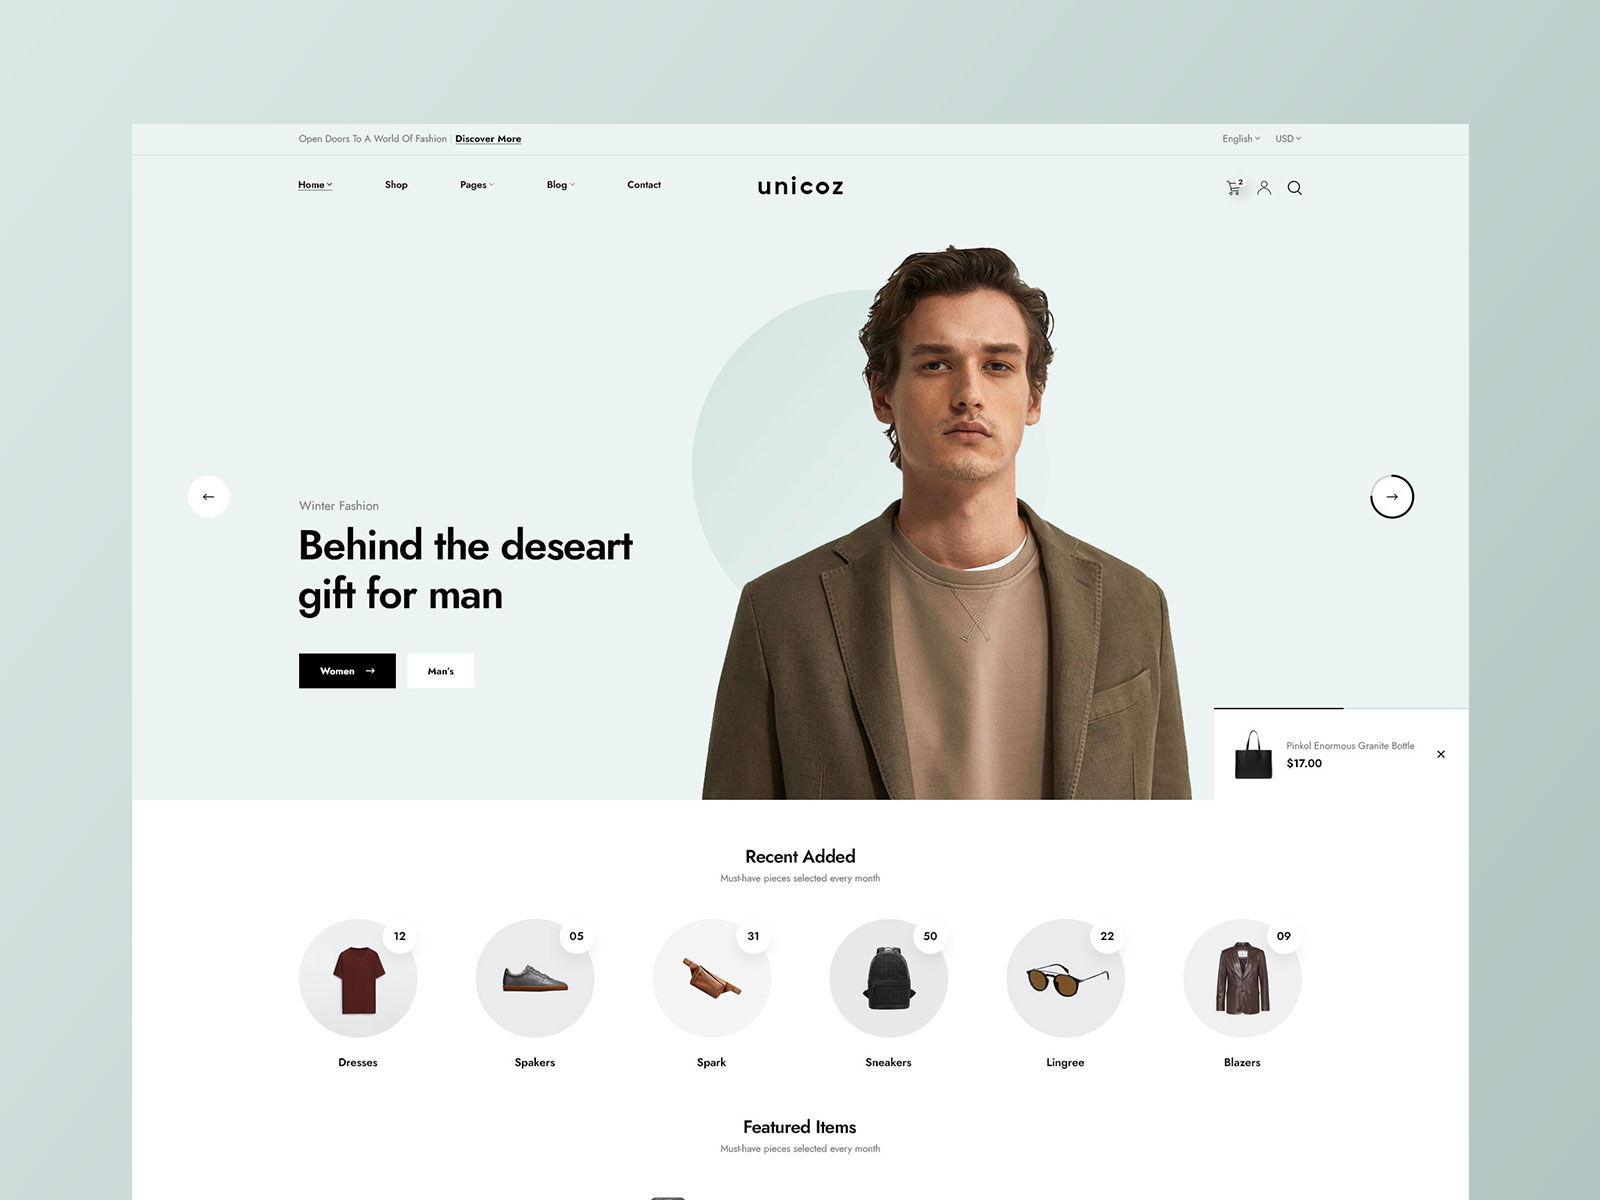 Open Doors To A World Of Fashion | Discover More
English
USD
Home
Shop
Pages
Blog
Contact
unicoz
2
Winter Fashion
Behind the deseart
gift for man
Women
Man's
Pinkol Enormous Granite Bottle
$17.00
Recent Added
Must-have pieces selected every month
12
05
31
50
22
09
Dresses
Spakers
Spark
Sneakers
Lingree
Blazers
Featured Items
Must-have pieces selected every month